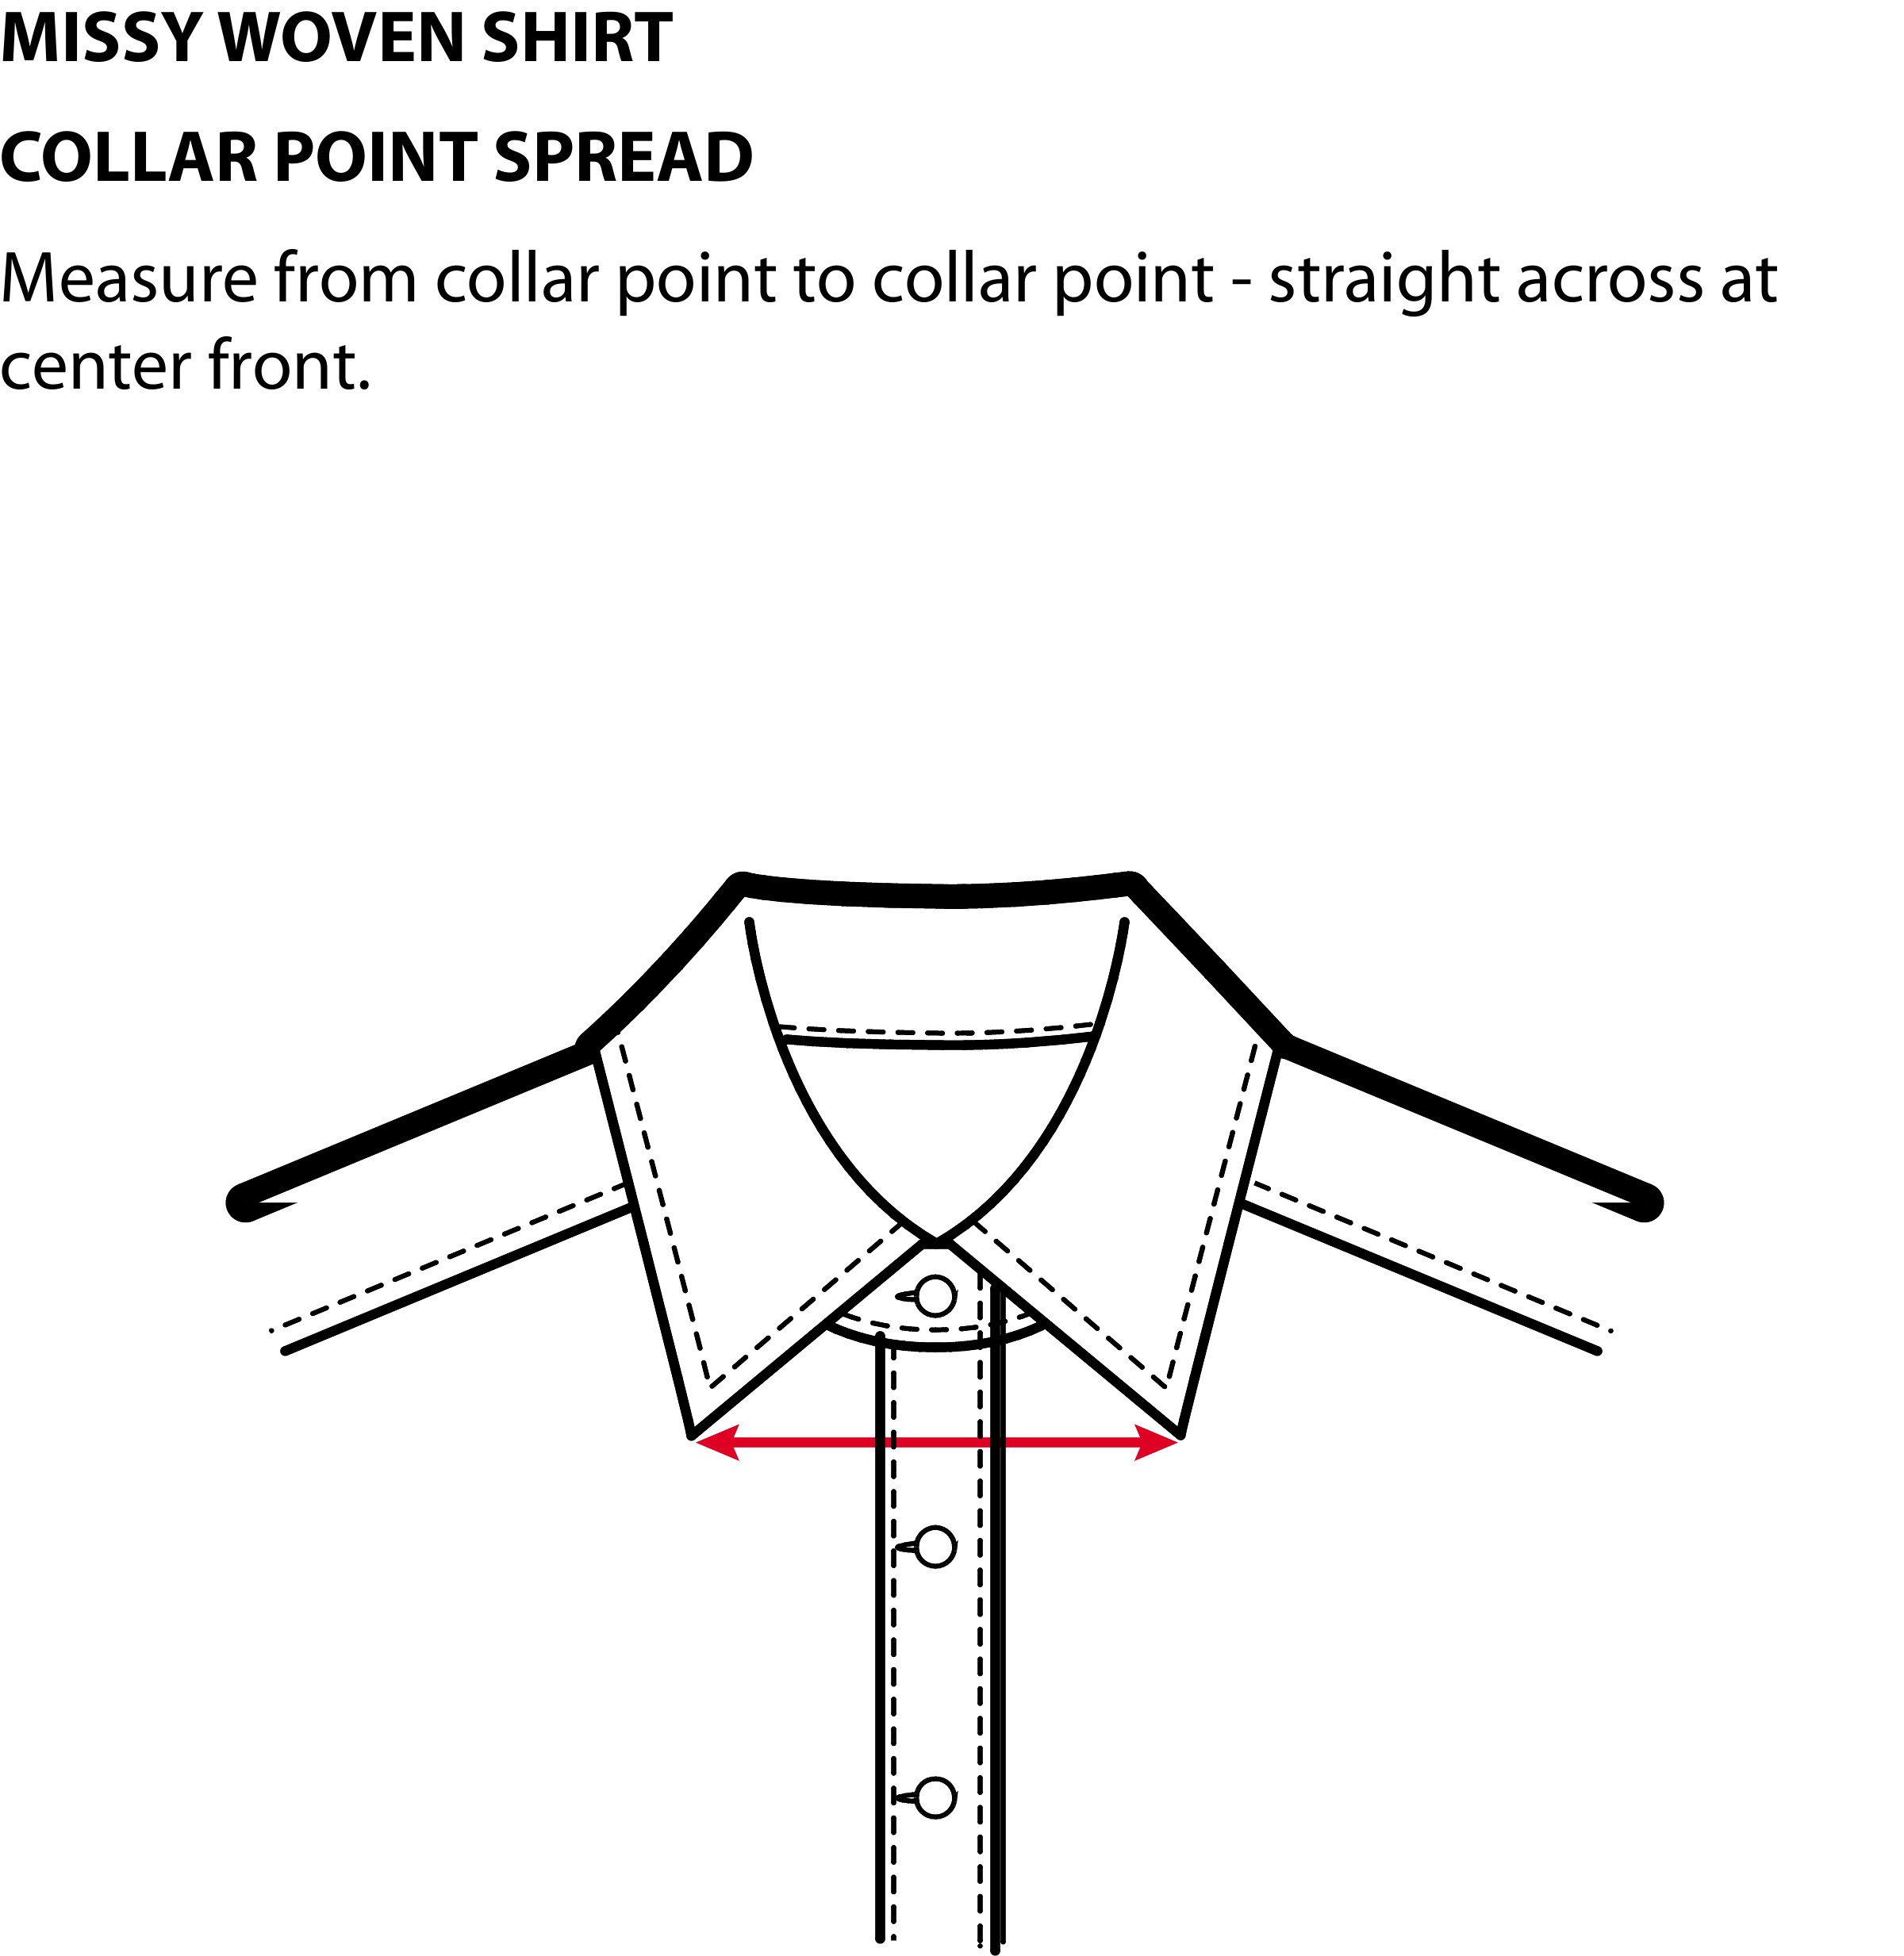 MISSY WOVEN SHIRT
COLLAR POINT SPREAD
Measure from collar point to collar point - straight across at
center front.